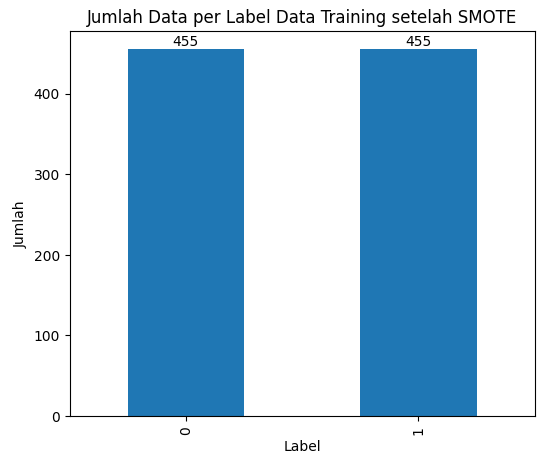 Jumlah Data per Label Data Training setelah SMOTE
455 455
400
300
200
100
0
Jumlah
0 1
Label